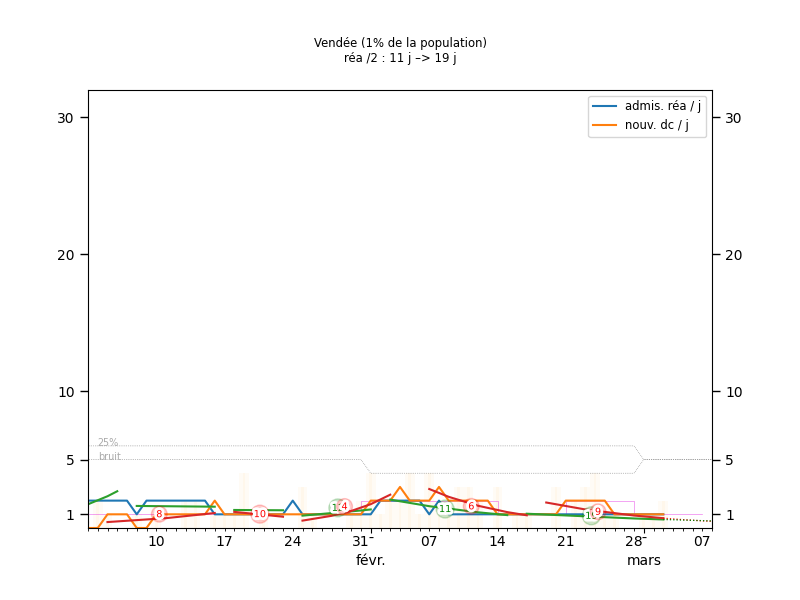 Vendée (1% de la population)
réa /2 : 11 j –> 19 j
admis. réa / j
nouv. dc / j
30 30
20 20
10 10
25%
bruit
5 5
1 1
8 10 4 11 6 9
10 17 24 31- 07 14 21 28- 07
févr. mars